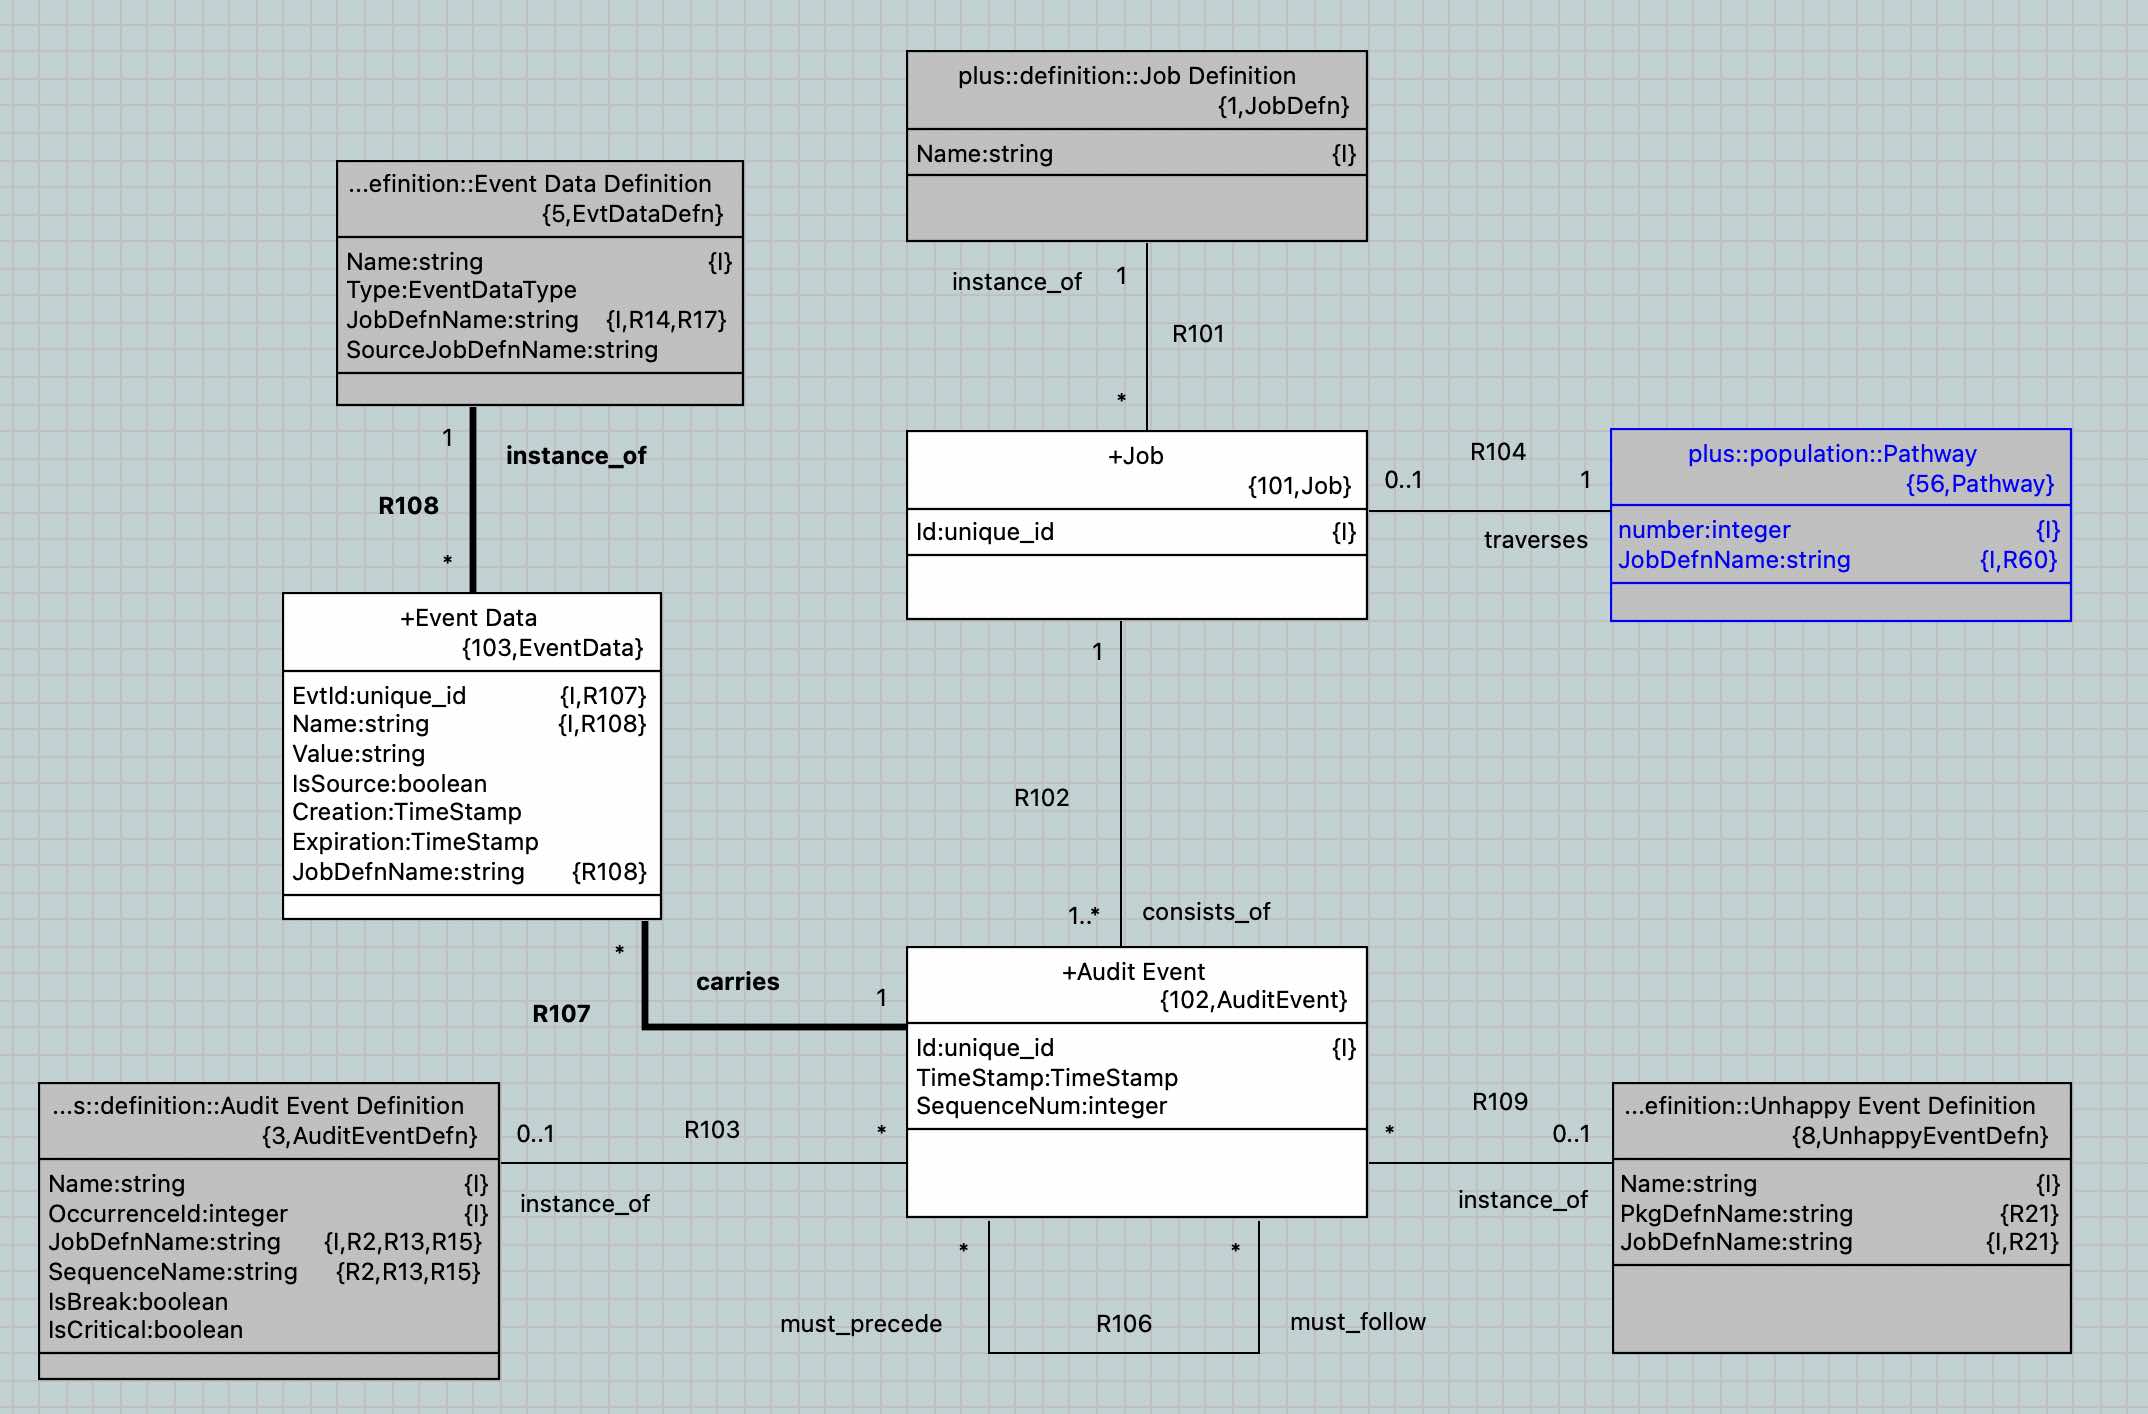 plus::definition::Job Definition
{1,JobDefn}
Name:string {I}
...efinition::Event Data Definition
{5,EvtDataDefn}
Name:string {I}
Type:EventDataType
JobDefnName:string {I,R14,R17}
SourceJobDefnName:string
instance_of 1
R101
*
1
instance_of
R108
*
+Job
{101,Job}
Id:unique_id {I}
R104
0..1 1
traverses
plus::population::Pathway
{56,Pathway}
number:integer {I}
JobDefnName:string {I,R60}
+Event Data
{103,EventData}
EvtId:unique_id {I,R107}
Name:string {I,R108}
Value:string
IsSource:boolean
Creation:TimeStamp
Expiration:TimeStamp
JobDefnName:string {R108}
1
R102
1..* consists_of
*
carries 1
R107
+Audit Event
{102,AuditEvent}
Id:unique_id {I}
TimeStamp:TimeStamp
SequenceNum:integer
...s::definition::Audit Event Definition
{3,AuditEventDefn}
Name:string {I}
OccurrenceId:integer {I}
JobDefnName:string {I,R2,R13,R15}
SequenceName:string {R2,R13,R15}
IsBreak:boolean
IsCritical:boolean
0..1 R103 *
instance_of
R109
* 0..1
instance_of
...efinition::Unhappy Event Definition
{8,UnhappyEventDefn}
Name:string {I}
PkgDefnName:string {R21}
JobDefnName:string {I,R21}
* *
must_precede R106 must_follow